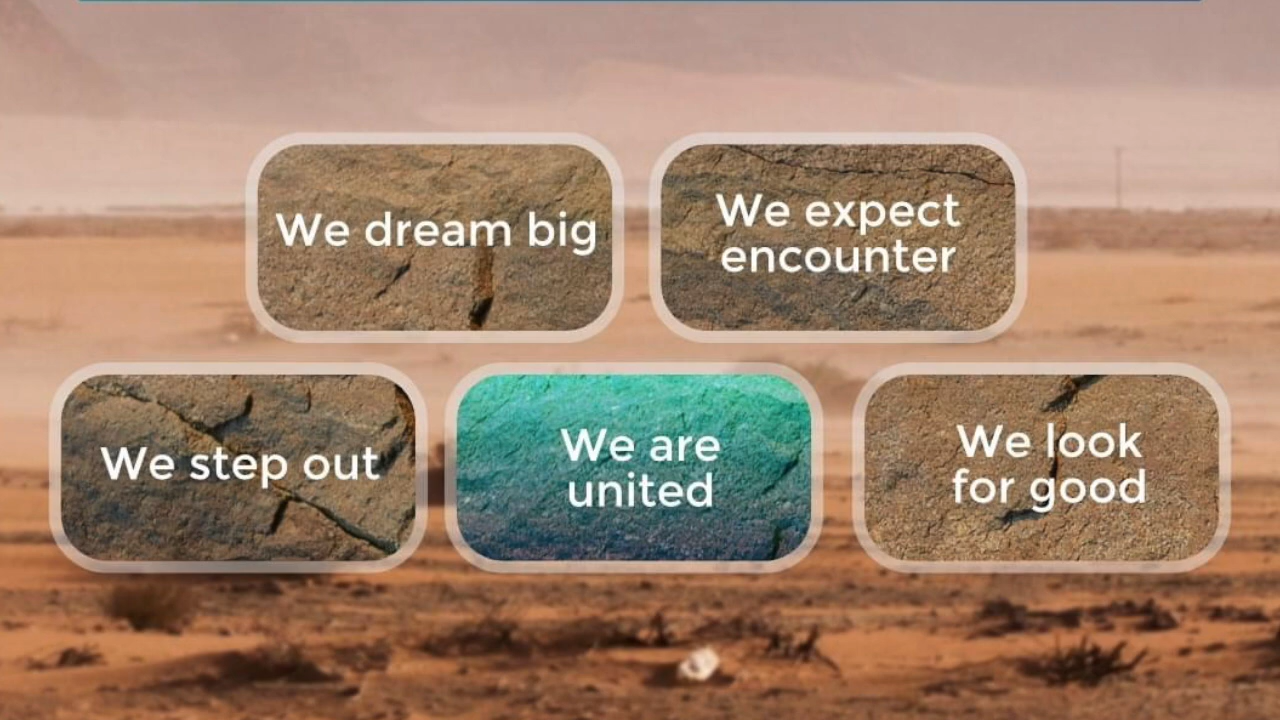 We dream big
We expect
encounter
We step out
We are
united
We look
for good